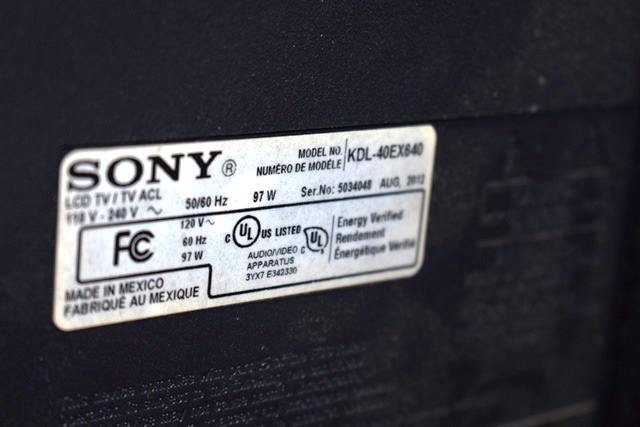 SONY®
MODEL NO.
NUMÉRO DE MODÈLE
KDL-40EX640
LCD TV / TV ACL
110 V - 240 V ~
50/60 Hz
97 W
Ser.No: 5034048
AUG, 2012
FC
120 V~
60 Hz
97 W
C UL US LISTED
AUDIO/VIDEO
APPARATUS
3YX7 E342330
C UL
Energy Verified
Rendement
Énergétique Vérifié
MADE IN MEXICO
FABRIQUÉ AU MEXIQUE